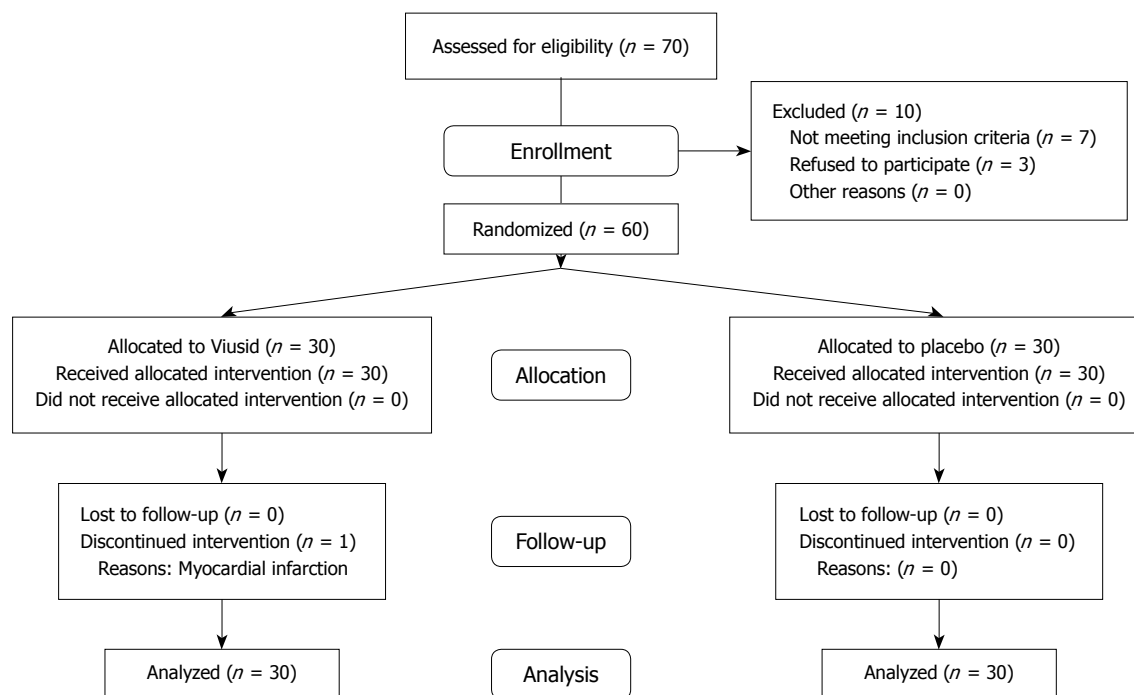 Assessed for eligibility (n = 70)
Excluded (n = 10)
Not meeting inclusion criteria (n = 7)
Refused to participate (n = 3)
Other reasons (n = 0)
Enrollment
Randomized (n = 60)
Allocated to Viusid (n = 30)
Received allocated intervention (n = 30)
Did not receive allocated intervention (n = 0)
Allocation
Allocated to placebo (n = 30)
Received allocated intervention (n = 30)
Did not receive allocated intervention (n = 0)
Lost to follow-up (n = 0)
Discontinued intervention (n = 1)
Reasons: Myocardial infarction
Follow-up
Lost to follow-up (n = 0)
Discontinued intervention (n = 0)
Reasons: (n = 0)
Analyzed (n = 30)
Analysis
Analyzed (n = 30)